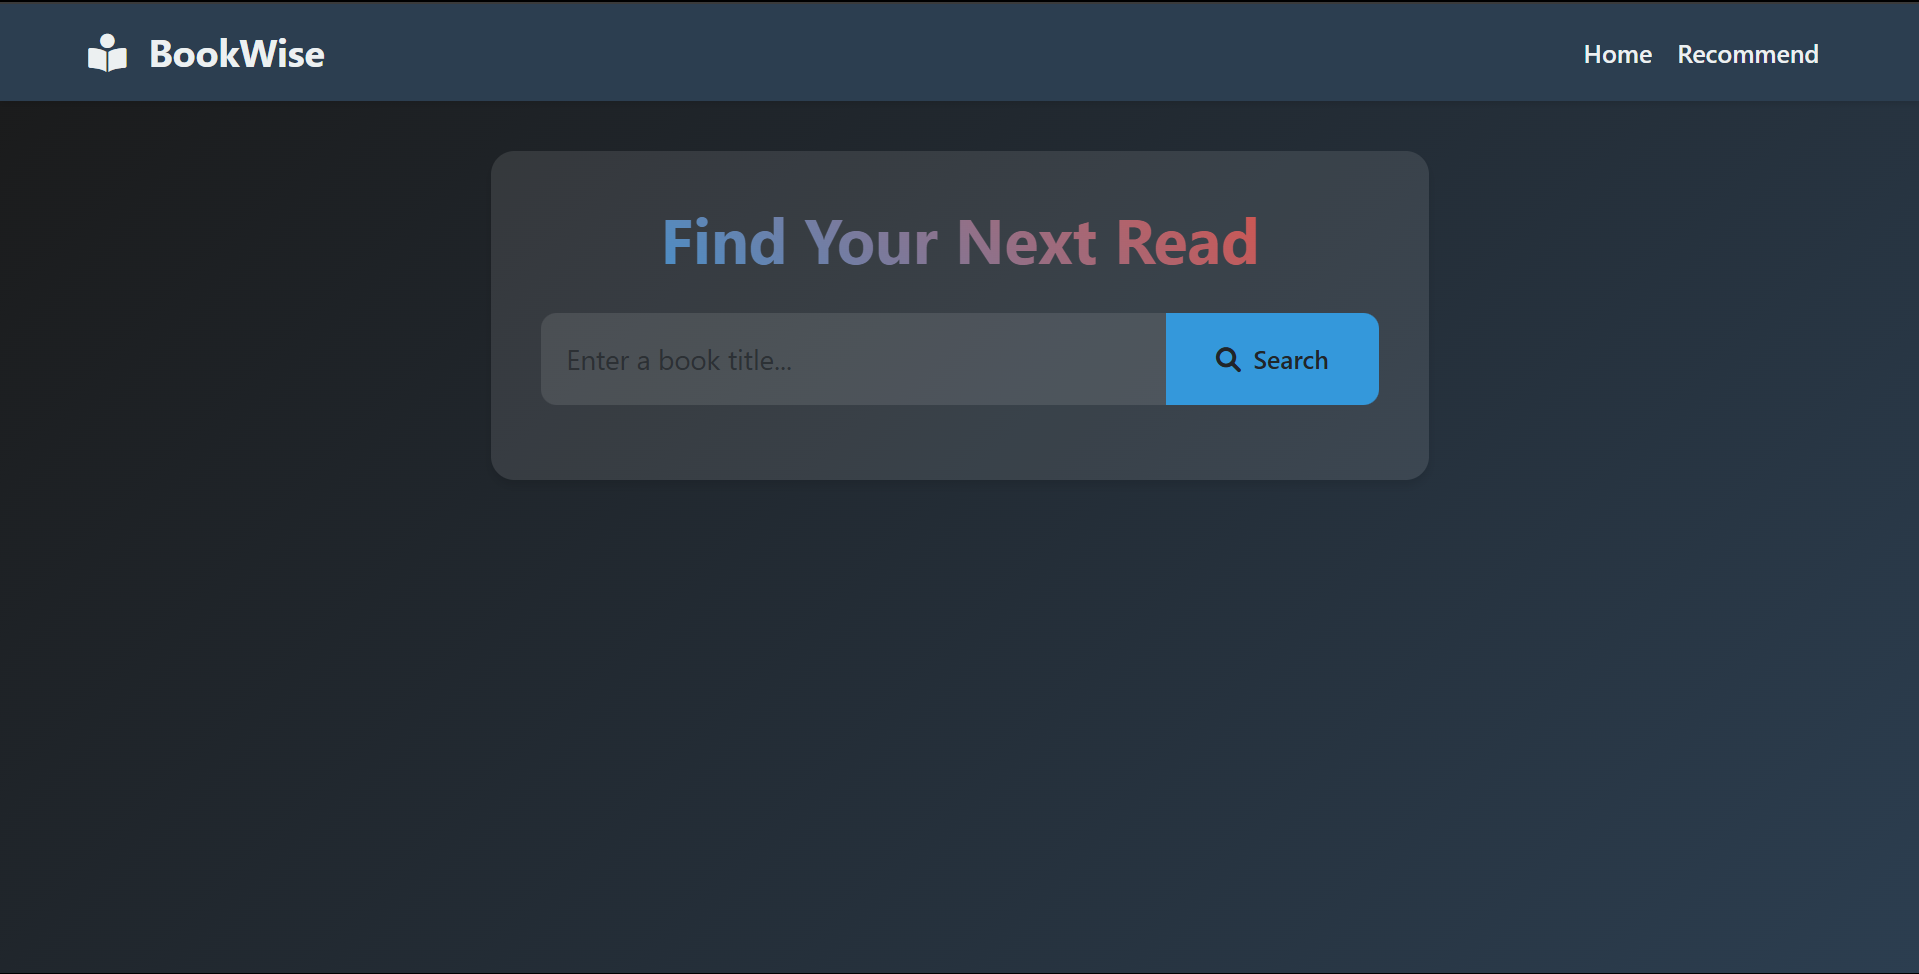 BookWise
Home Recommend
Find Your Next Read
Enter a book title...
Search